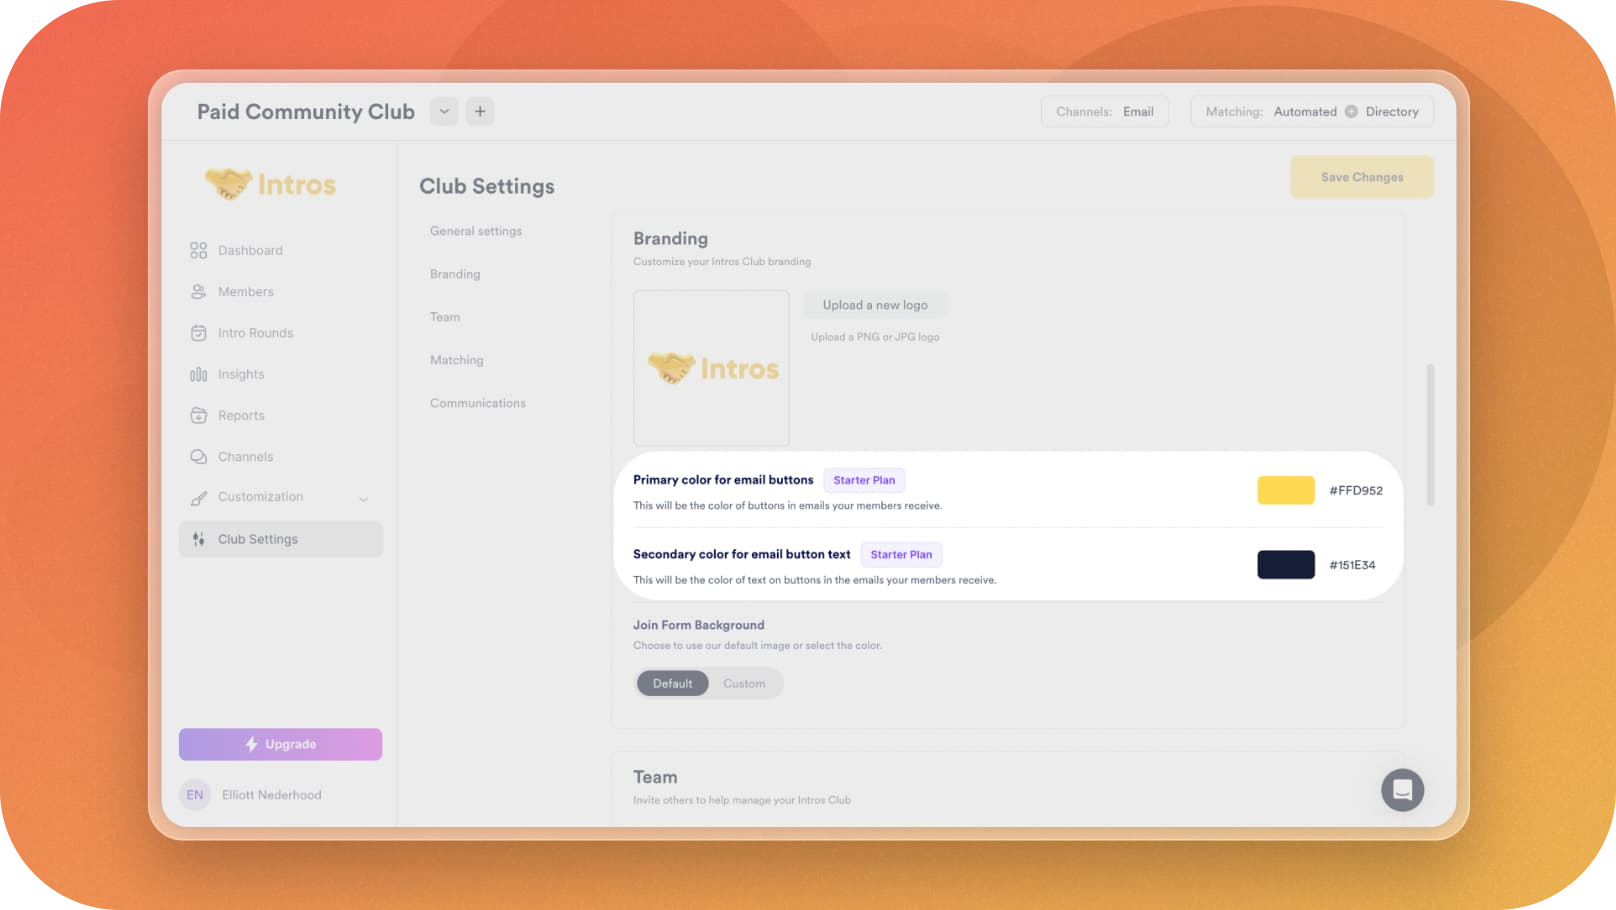 Paid Community Club
Channels: Email
Matching: Automated Directory
Intros
Club Settings
Save Changes
Dashboard
Members
Intro Rounds
Insights
Reports
Channels
Customization
Club Settings
Upgrade
EN Elliott Nederhood
General settings
Branding
Team
Matching
Communications
Branding
Customize your Intros Club branding
Intros
Upload a new logo
Upload a PNG or JPG logo
Primary color for email buttons Starter Plan
This will be the color of buttons in emails your members receive.
#FFD952
Secondary color for email button text Starter Plan
This will be the color of text on buttons in the emails your members receive.
#151E34
Join Form Background
Choose to use our default image or select the color.
Default Custom
Team
Invite others to help manage your Intros Club